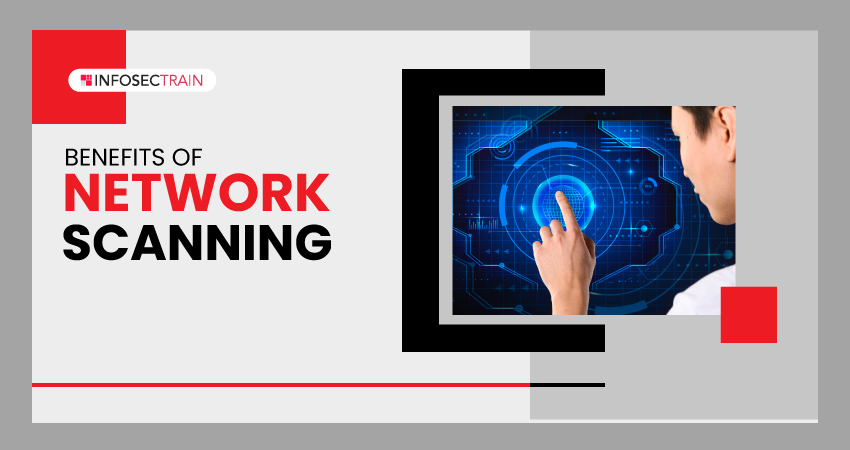 INFOSECTRAIN
BENEFITS OF
NETWORK
SCANNING